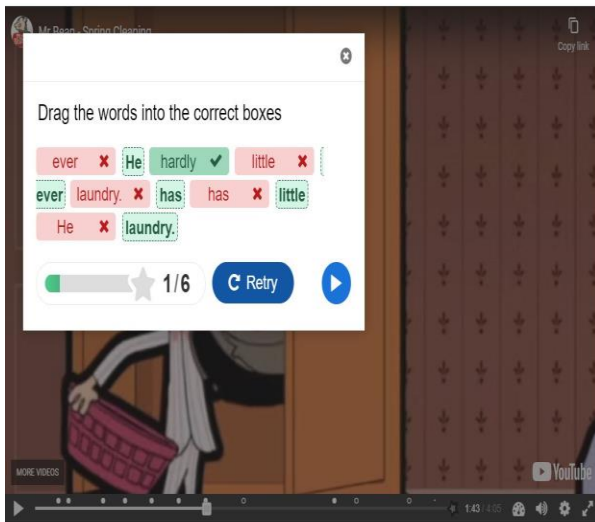 Mr Bean - Spring Cleaning
Copy link
Drag the words into the correct boxes
ever ✖ He hardly ✔ little ✖
ever laundry. ✖ has has ✖ little
He ✖ laundry.
1/6 Retry
MORE VIDEOS
YouTube
1:43 / 4:05